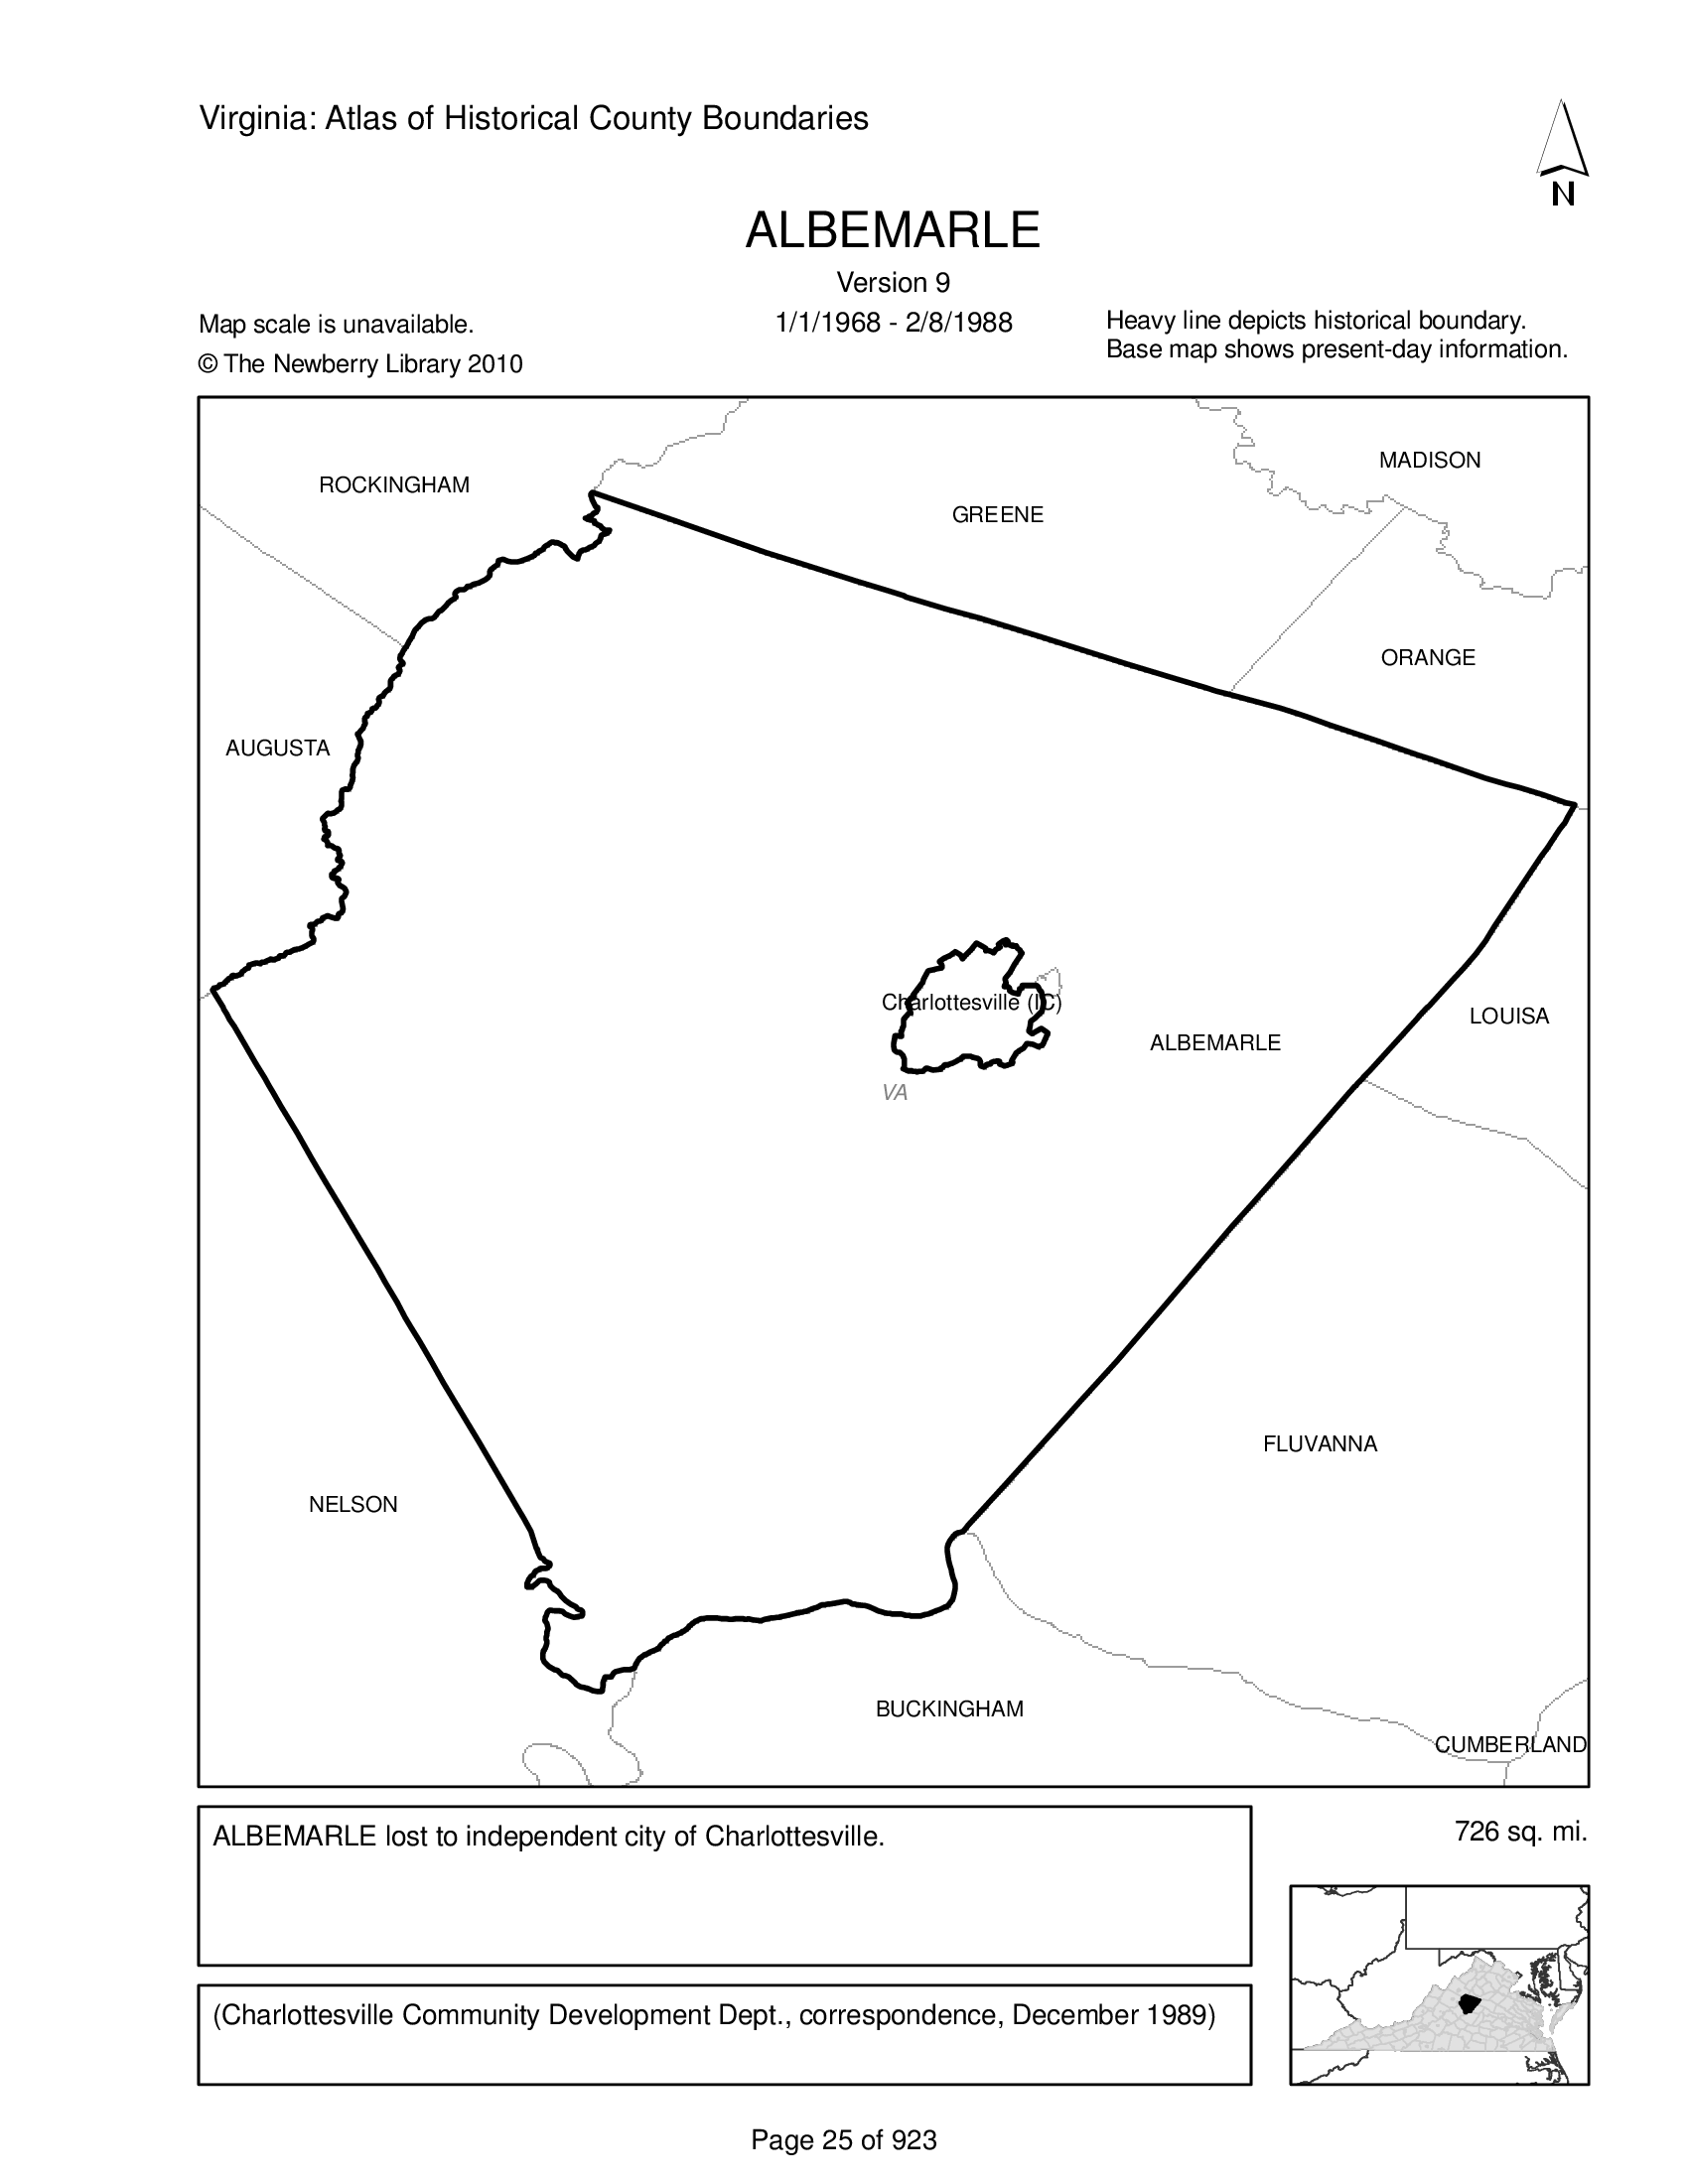 Virginia: Atlas of Historical County Boundaries
N
ALBEMARLE
Version 9
1/1/1968 - 2/8/1988
Map scale is unavailable.
© The Newberry Library 2010
Heavy line depicts historical boundary.
Base map shows present-day information.
MADISON
ROCKINGHAM
GREENE
ORANGE
AUGUSTA
Charlottesville (IC)
LOUISA
ALBEMARLE
VA
FLUVANNA
NELSON
BUCKINGHAM
CUMBERLAND
ALBEMARLE lost to independent city of Charlottesville.
726 sq. mi.
(Charlottesville Community Development Dept., correspondence, December 1989)
Page 25 of 923